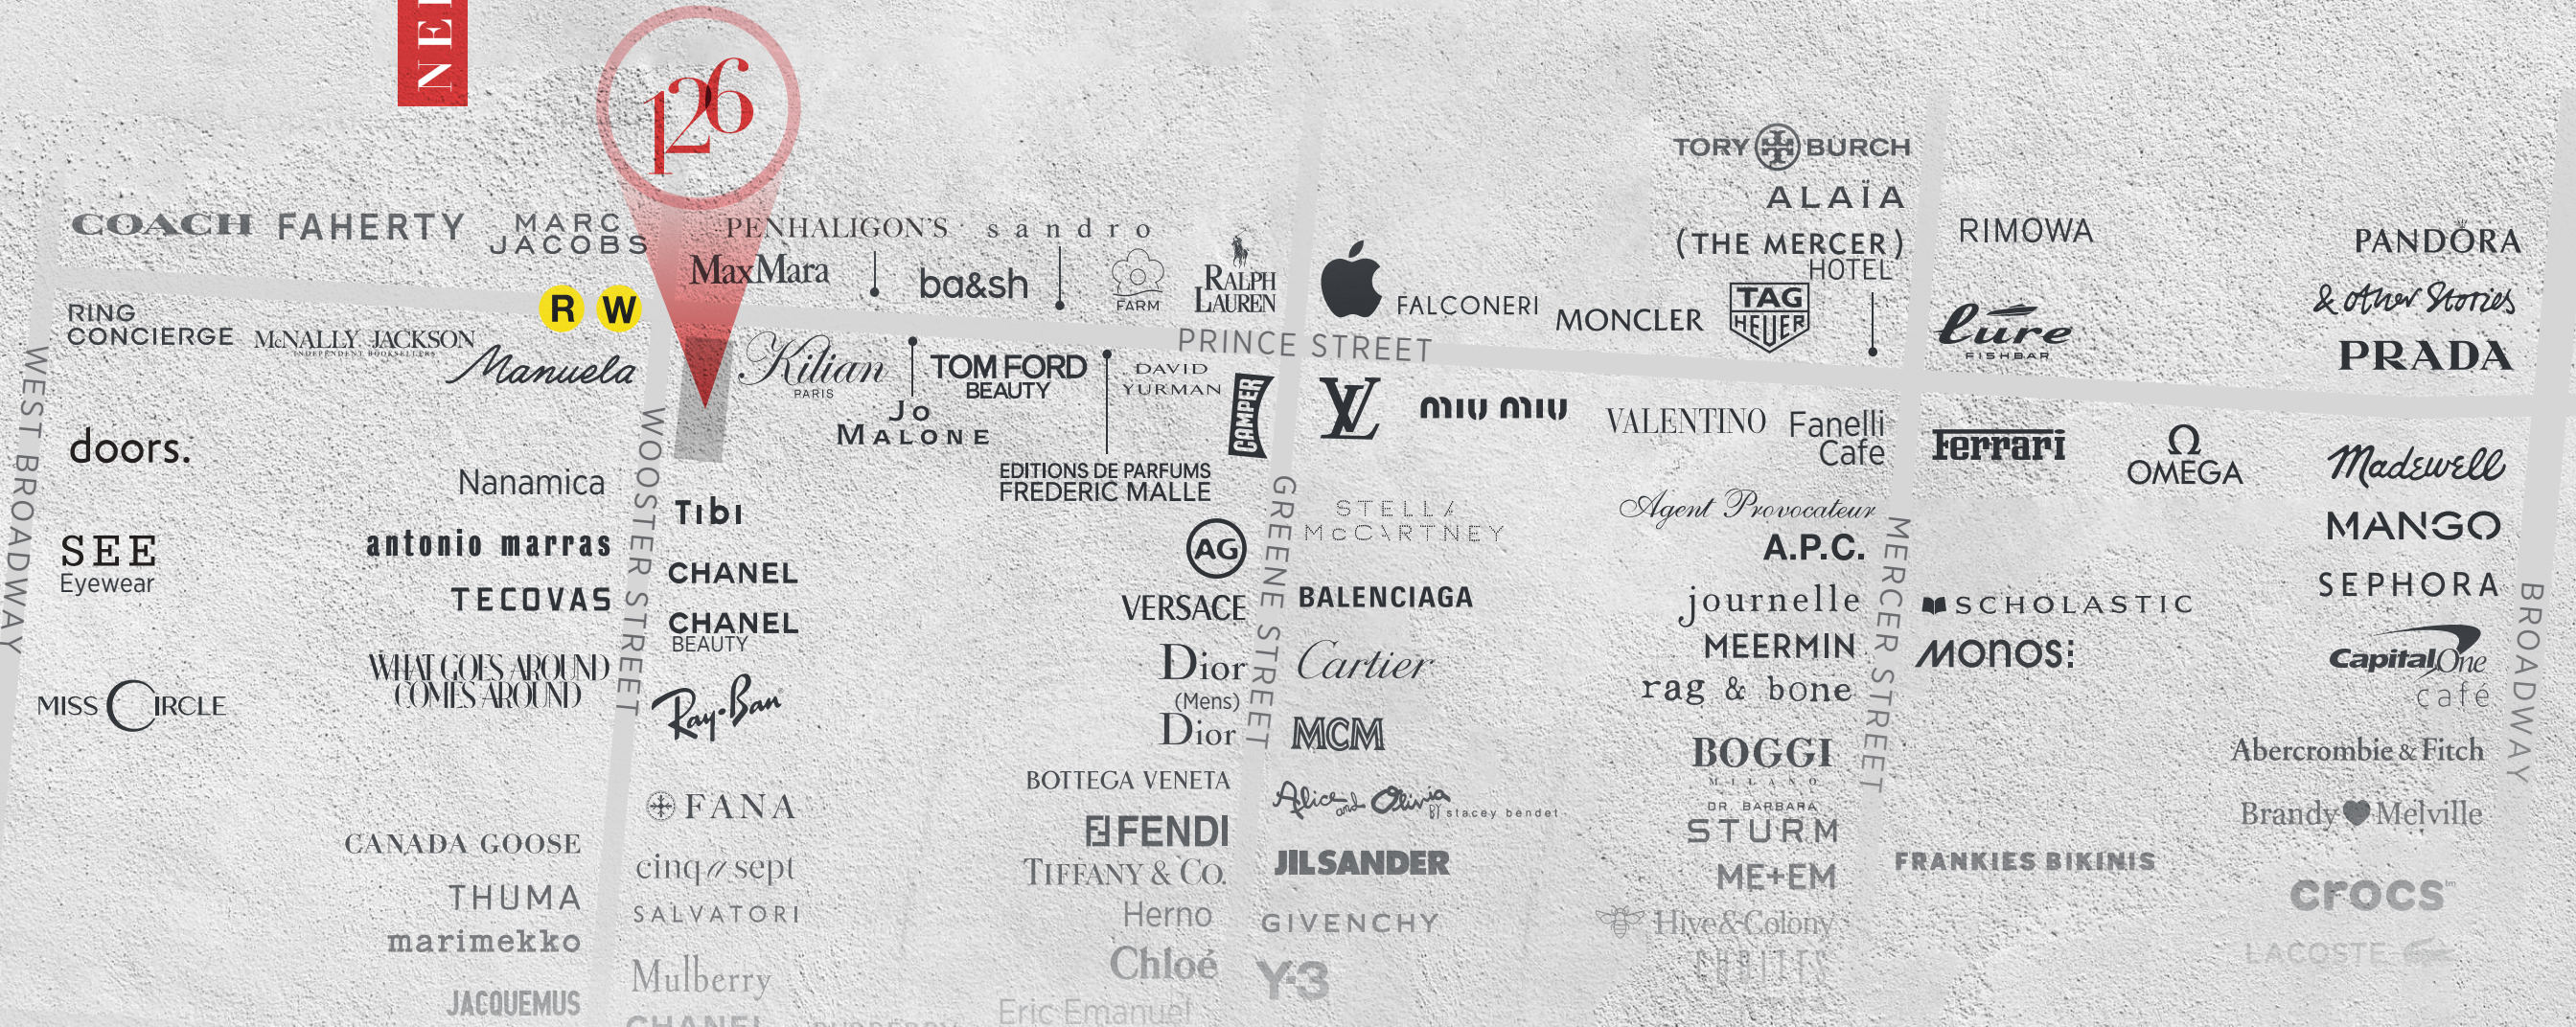 126
COACH
FAHERTY
MARC
JACOBS
PENHALIGON'S
sandro
MaxMara
ba&sh
FARM
RALPH
LAUREN
FALCONERI
MONCLER
TORY BURCH
ALAÏA
(THE MERCER)
HOTEL
TAG
HEUER
RIMOWA
lure
FISHBAR
PANDORA
& other Stories
PRADA
RING
CONCIERGE
McNALLY JACKSON
INDEPENDENT BOOKSELLERS
Manuela
R W
PRINCE STREET
Kilian
PARIS
JO
MALONE
TOM FORD
BEAUTY
EDITIONS DE PARFUMS
FREDERIC MALLE
DAVID
YURMAN
CAMPER
LV
miu miu
VALENTINO
Fanelli
Cafe
Ferrari
Ω
OMEGA
Madewell
WEST BROADWAY
doors.
SEE
Eyewear
MISS CIRCLE
Nanamica
antonio marras
TECOVAS
WHAT GOES AROUND
COMES AROUND
CANADA GOOSE
THUMA
marimekko
JACQUEMUS
WOOSTER STREET
Tibi
CHANEL
CHANEL
BEAUTY
Ray-Ban
FANA
cinq // sept
SALVATORI
Mulberry
CHANEL
AG
VERSACE
Dior
(Mens)
Dior
BOTTEGA VENETA
FENDI
TIFFANY & CO.
Herno
Chloé
Eric Emanuel
GREENE STREET
STELLA
McCARTNEY
BALENCIAGA
Cartier
MCM
Alice and Olivia
BY stacey bendet
JIL SANDER
GIVENCHY
Y-3
Agent Provocateur
A.P.C.
journelle
MEERMIN
rag & bone
BOGGI
MILANO
DR. BARBARA
STURM
ME+EM
Hive & Colony
MERCER STREET
SCHOLASTIC
MONOS
FRANKIES BIKINIS
MANGO
SEPHORA
Capital One
café
Abercrombie & Fitch
Brandy Melville
crocs™
LACOSTE
BROADWAY